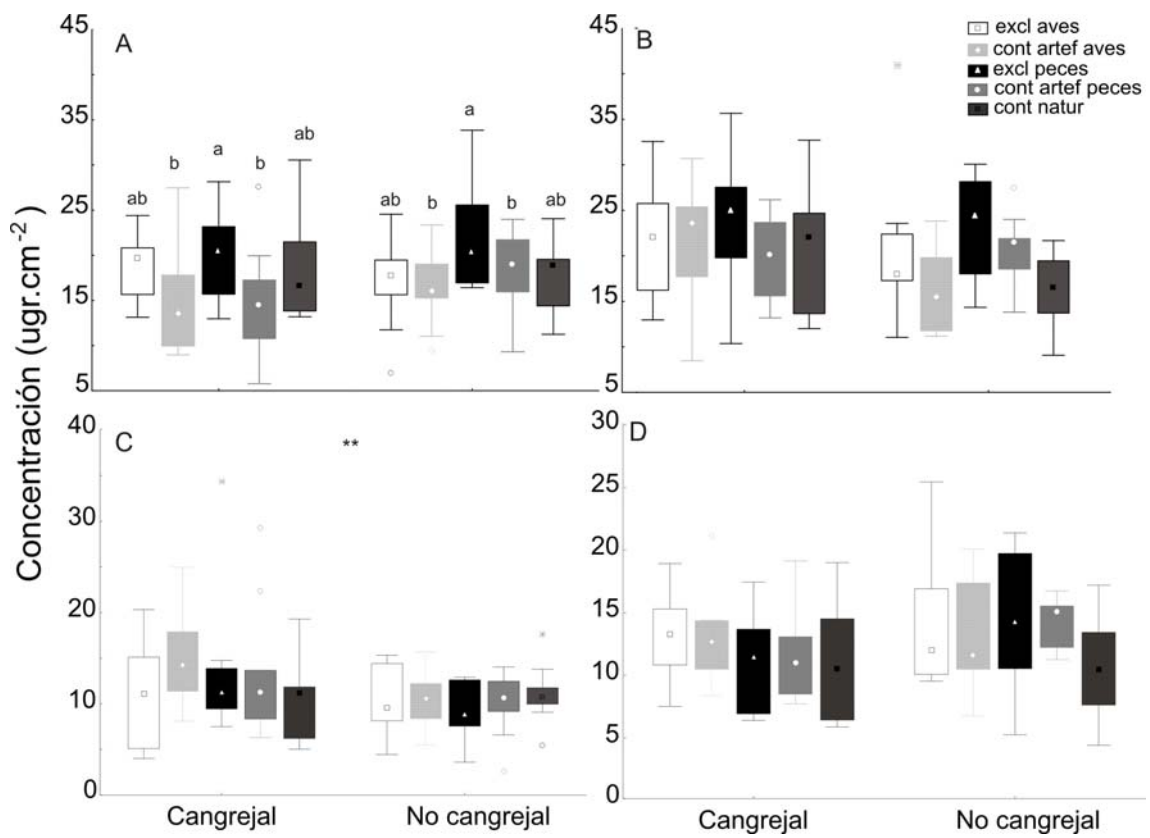 Concentración (ugr.cm-2)
A
45
35
25
15
5
ab
b
a
b
ab
ab
b
a
b
ab
B
45
35
25
15
5
excl aves
cont artef aves
excl peces
cont artef peces
cont natur
C
40
30
20
10
0
**
Cangrejal
No cangrejal
D
30
25
20
15
10
5
0
Cangrejal
No cangrejal